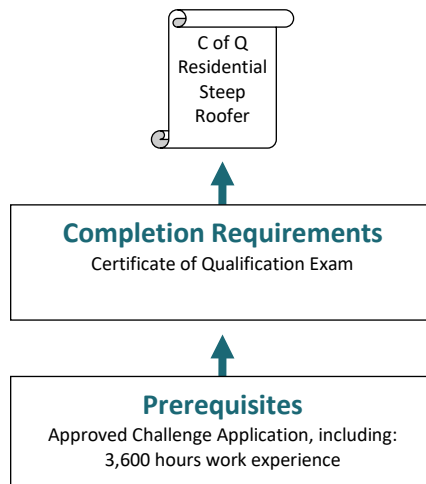 C of Q
Residential
Steep
Roofer
Completion Requirements
Certificate of Qualification Exam
Prerequisites
Approved Challenge Application, including:
3,600 hours work experience